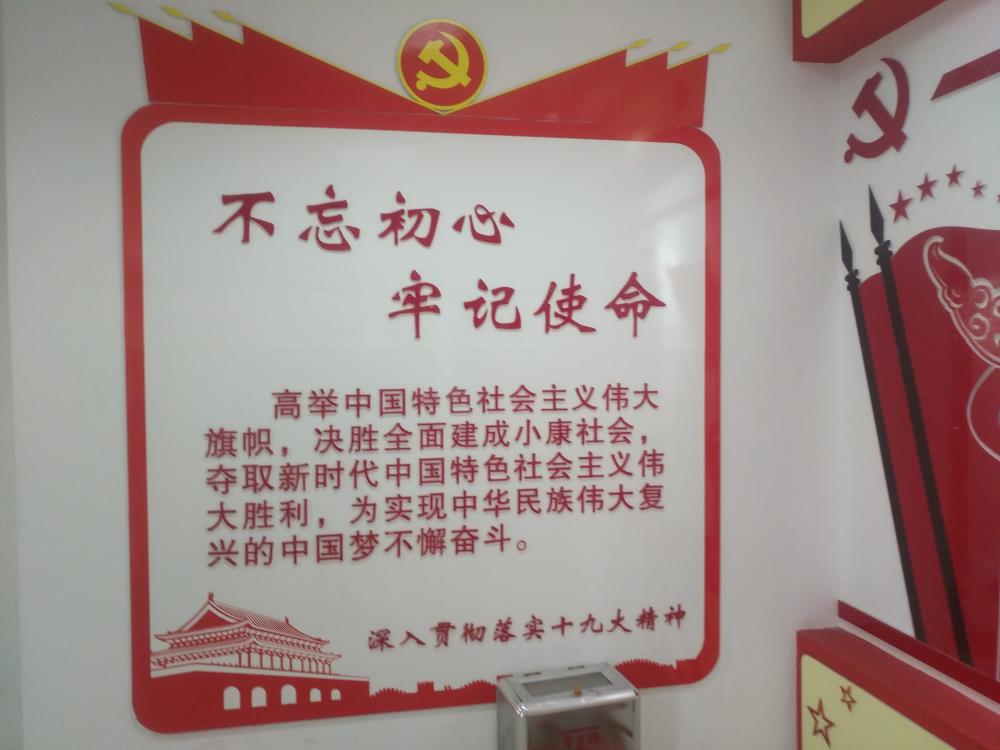 不忘初心
牢记使命
高举中国特色社会主义伟大
旗帜，决胜全面建成小康社会，
夺取新时代中国特色社会主义伟
大胜利，为实现中华民族伟大复
兴的中国梦不懈奋斗。
深入贯彻落实十九大精神